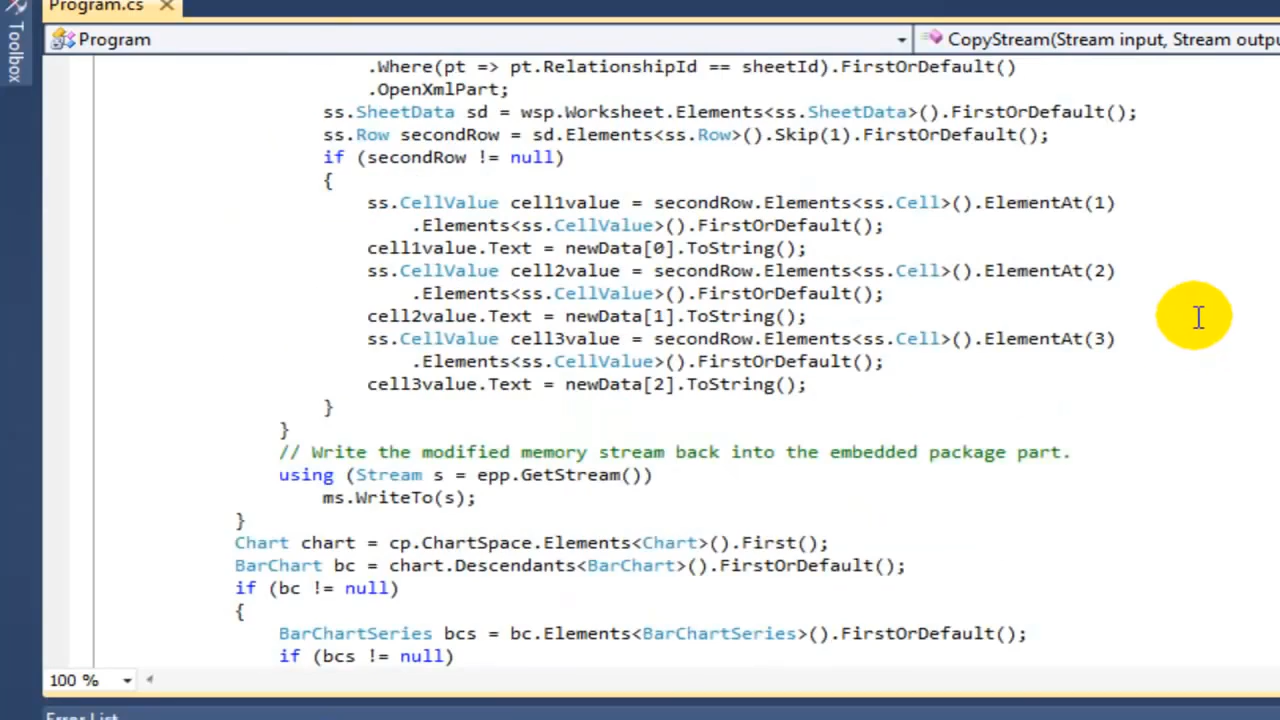 Program.cs
Toolbox
Program
CopyStream(Stream input, Stream outpu
.Where(pt => pt.RelationshipId == sheetId).FirstOrDefault()
.OpenXmlPart;
ss.SheetData sd = wsp.Worksheet.Elements<ss.SheetData>().FirstOrDefault();
ss.Row secondRow = sd.Elements<ss.Row>().Skip(1).FirstOrDefault();
if (secondRow != null)
{
ss.CellValue cell1value = secondRow.Elements<ss.Cell>().ElementAt(1)
.Elements<ss.CellValue>().FirstOrDefault();
cell1value.Text = newData[0].ToString();
ss.CellValue cell2value = secondRow.Elements<ss.Cell>().ElementAt(2)
.Elements<ss.CellValue>().FirstOrDefault();
cell2value.Text = newData[1].ToString();
ss.CellValue cell3value = secondRow.Elements<ss.Cell>().ElementAt(3)
.Elements<ss.CellValue>().FirstOrDefault();
cell3value.Text = newData[2].ToString();
}
}
// Write the modified memory stream back into the embedded package part.
using (Stream s = epp.GetStream())
ms.WriteTo(s);
}
Chart chart = cp.ChartSpace.Elements<Chart>().First();
BarChart bc = chart.Descendants<BarChart>().FirstOrDefault();
if (bc != null)
{
BarChartSeries bcs = bc.Elements<BarChartSeries>().FirstOrDefault();
if (bcs != null)
100 %
Error List